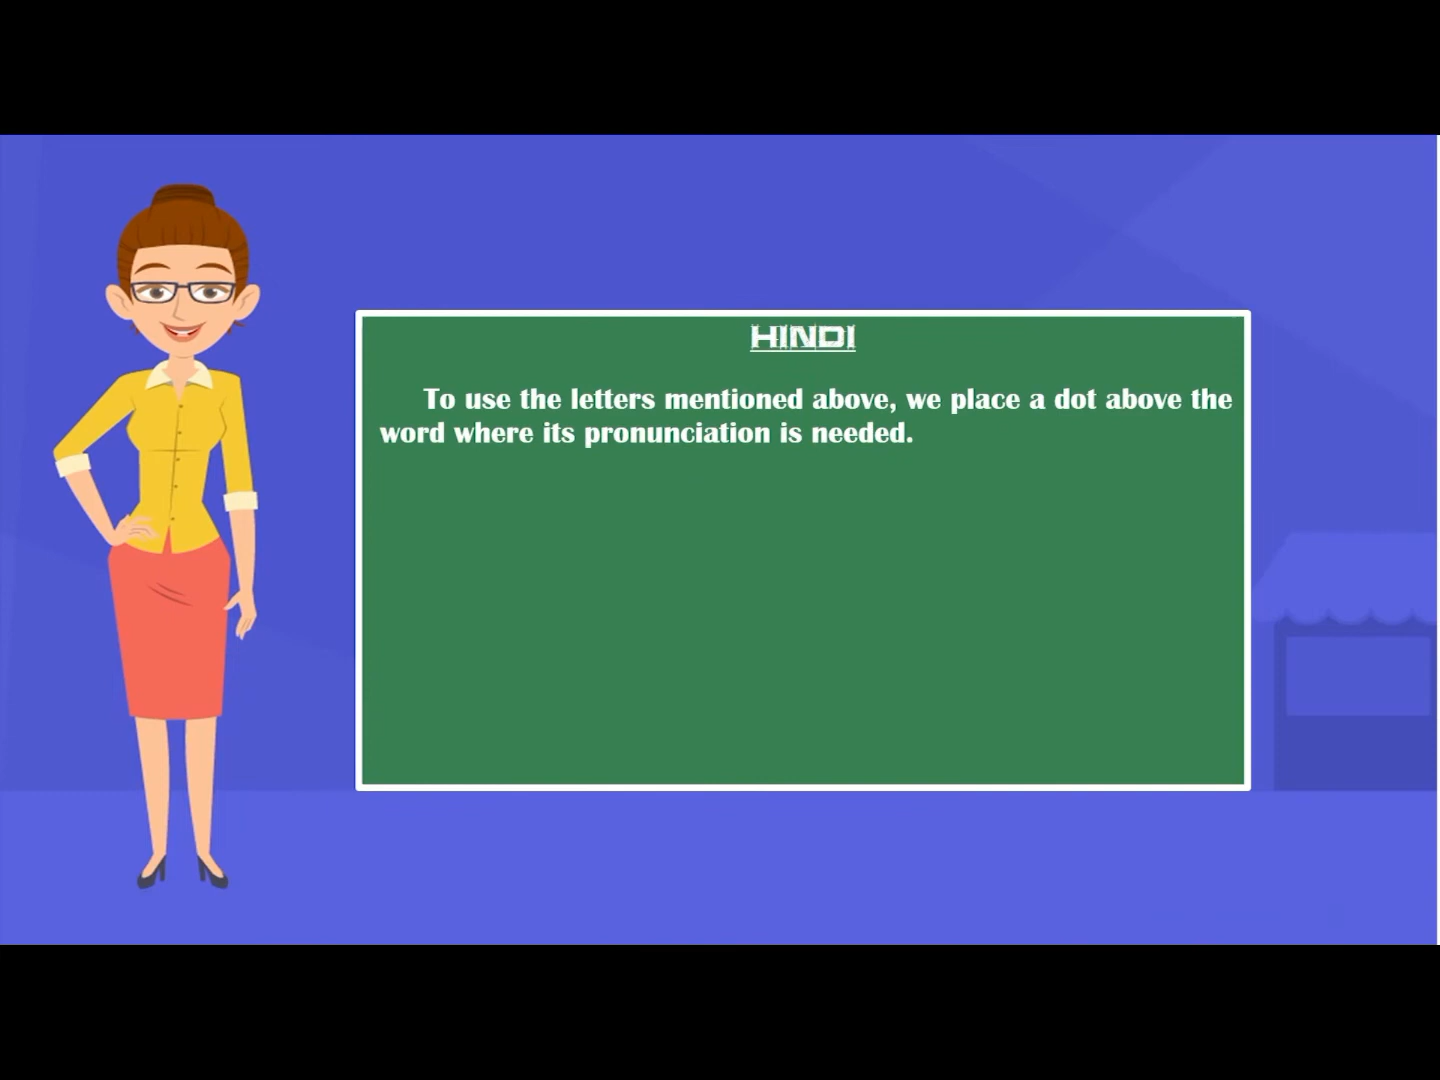 HINDI
To use the letters mentioned above, we place a dot above the
word where its pronunciation is needed.